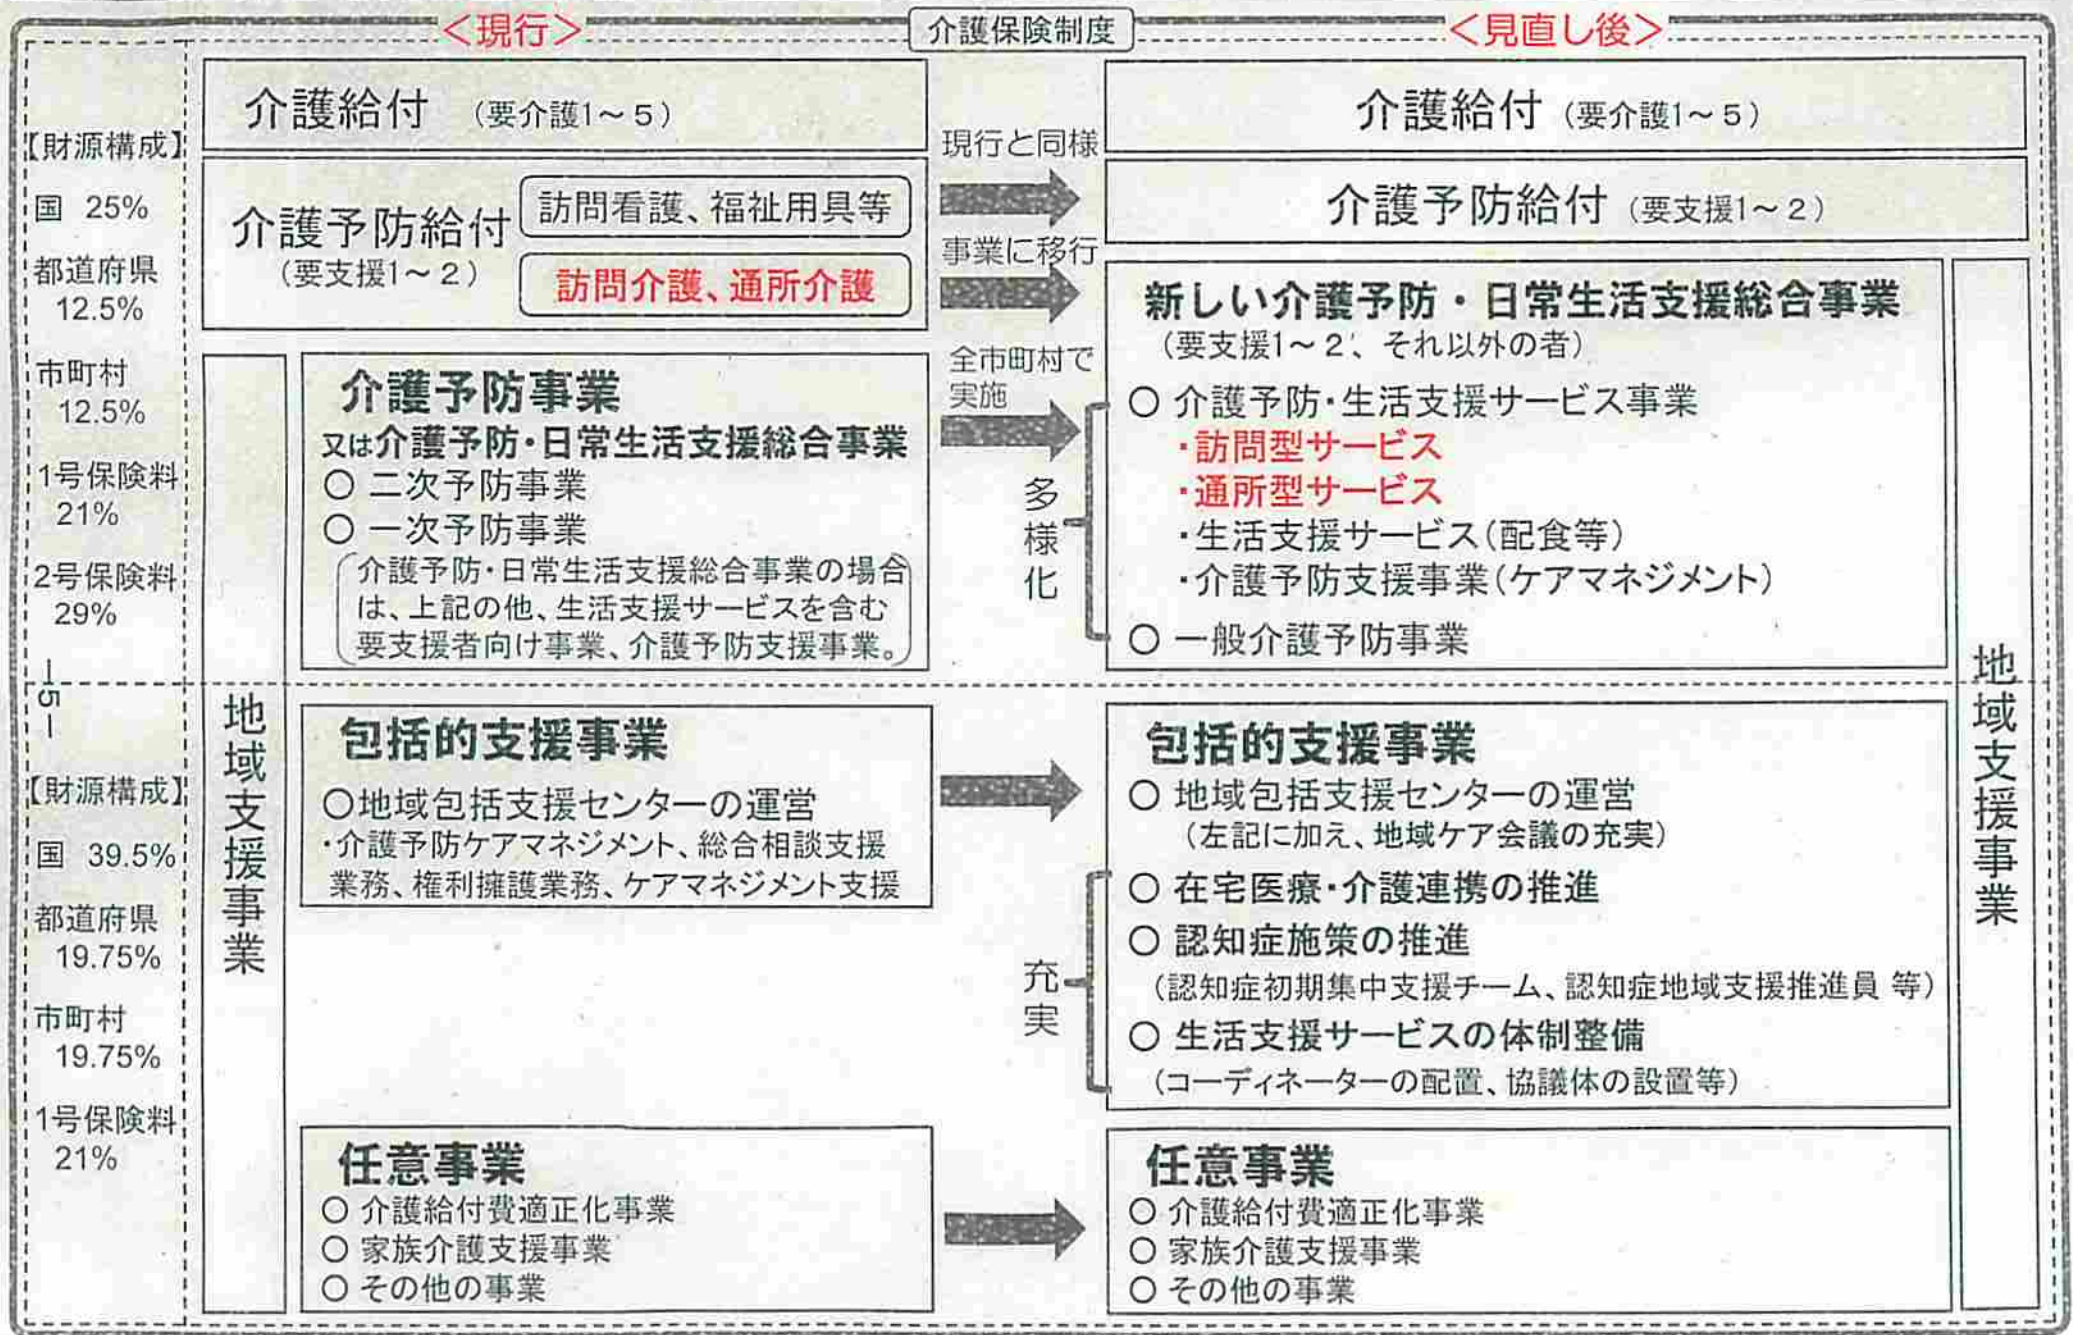 ＜現行＞
介護保険制度
＜見直し後＞
【財源構成】
国 25%
都道府県
12.5%
市町村
12.5%
1号保険料
21%
2号保険料
29%
―5―
【財源構成】
国 39.5%
都道府県
19.75%
市町村
19.75%
1号保険料
21%
介護給付 （要介護1～5）
介護予防給付
（要支援1～2）
訪問看護、福祉用具等
訪問介護、通所介護
地域支援事業
介護予防事業
又は介護予防・日常生活支援総合事業
○ 二次予防事業
○ 一次予防事業
介護予防・日常生活支援総合事業の場合
は、上記の他、生活支援サービスを含む
要支援者向け事業、介護予防支援事業。
包括的支援事業
○地域包括支援センターの運営
・介護予防ケアマネジメント、総合相談支援
業務、権利擁護業務、ケアマネジメント支援
任意事業
○ 介護給付費適正化事業
○ 家族介護支援事業
○ その他の事業
現行と同様
事業に移行
全市町村で
実施
多様化
充実
介護給付 （要介護1～5）
介護予防給付 （要支援1～2）
新しい介護予防・日常生活支援総合事業
（要支援1～2、それ以外の者）
○ 介護予防・生活支援サービス事業
・訪問型サービス
・通所型サービス
・生活支援サービス（配食等）
・介護予防支援事業（ケアマネジメント）
○ 一般介護予防事業
包括的支援事業
○ 地域包括支援センターの運営
（左記に加え、地域ケア会議の充実）
○ 在宅医療・介護連携の推進
○ 認知症施策の推進
（認知症初期集中支援チーム、認知症地域支援推進員 等）
○ 生活支援サービスの体制整備
（コーディネーターの配置、協議体の設置等）
任意事業
○ 介護給付費適正化事業
○ 家族介護支援事業
○ その他の事業
地域支援事業